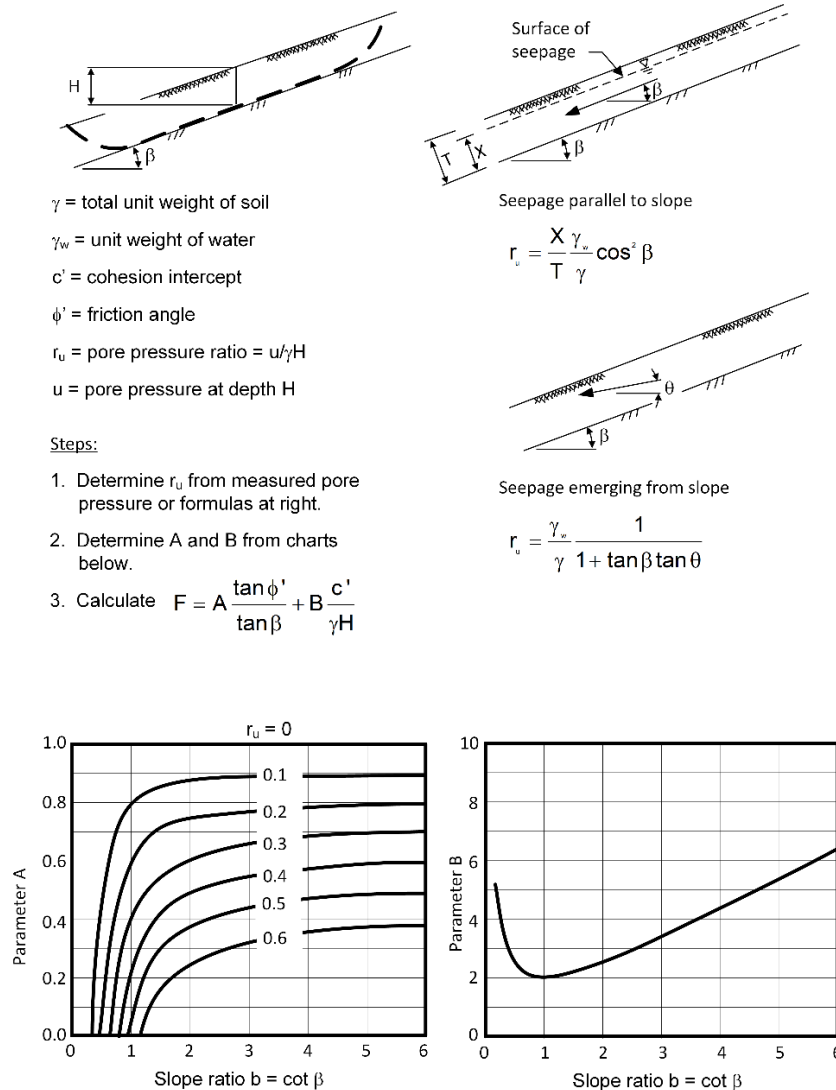 H
β
Surface of
seepage
β
β
T
X
γ = total unit weight of soil
γw = unit weight of water
c' = cohesion intercept
ϕ' = friction angle
ru = pore pressure ratio = u/γH
u = pore pressure at depth H
Steps:
1. Determine ru from measured pore
pressure or formulas at right.
2. Determine A and B from charts
below.
3. Calculate F = A tanϕ'/tanβ + B c'/γH
Seepage parallel to slope
ru = X/T γw/γ cos² β
θ
β
Seepage emerging from slope
ru = γw/γ 1/(1 + tanβ tanθ)
ru = 0
1.0
0.8
0.6
0.4
0.2
0.0
Parameter A
0.1
0.2
0.3
0.4
0.5
0.6
0 1 2 3 4 5 6
Slope ratio b = cot β
10
8
6
4
2
0
Parameter B
0 1 2 3 4 5 6
Slope ratio b = cot β